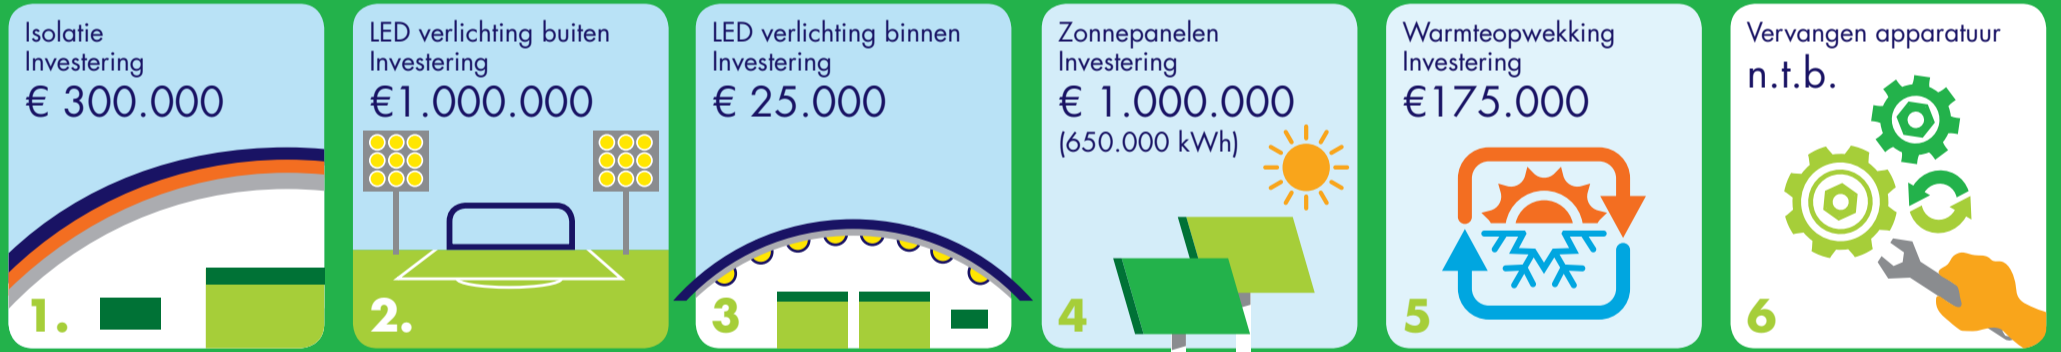 Isolatie
Investering
€ 300.000
1.
LED verlichting buiten
Investering
€1.000.000
2.
LED verlichting binnen
Investering
€ 25.000
3
Zonnepanelen
Investering
€ 1.000.000
(650.000 kWh)
4
Warmteopwekking
Investering
€175.000
5
Vervangen apparatuur
n.t.b.
6